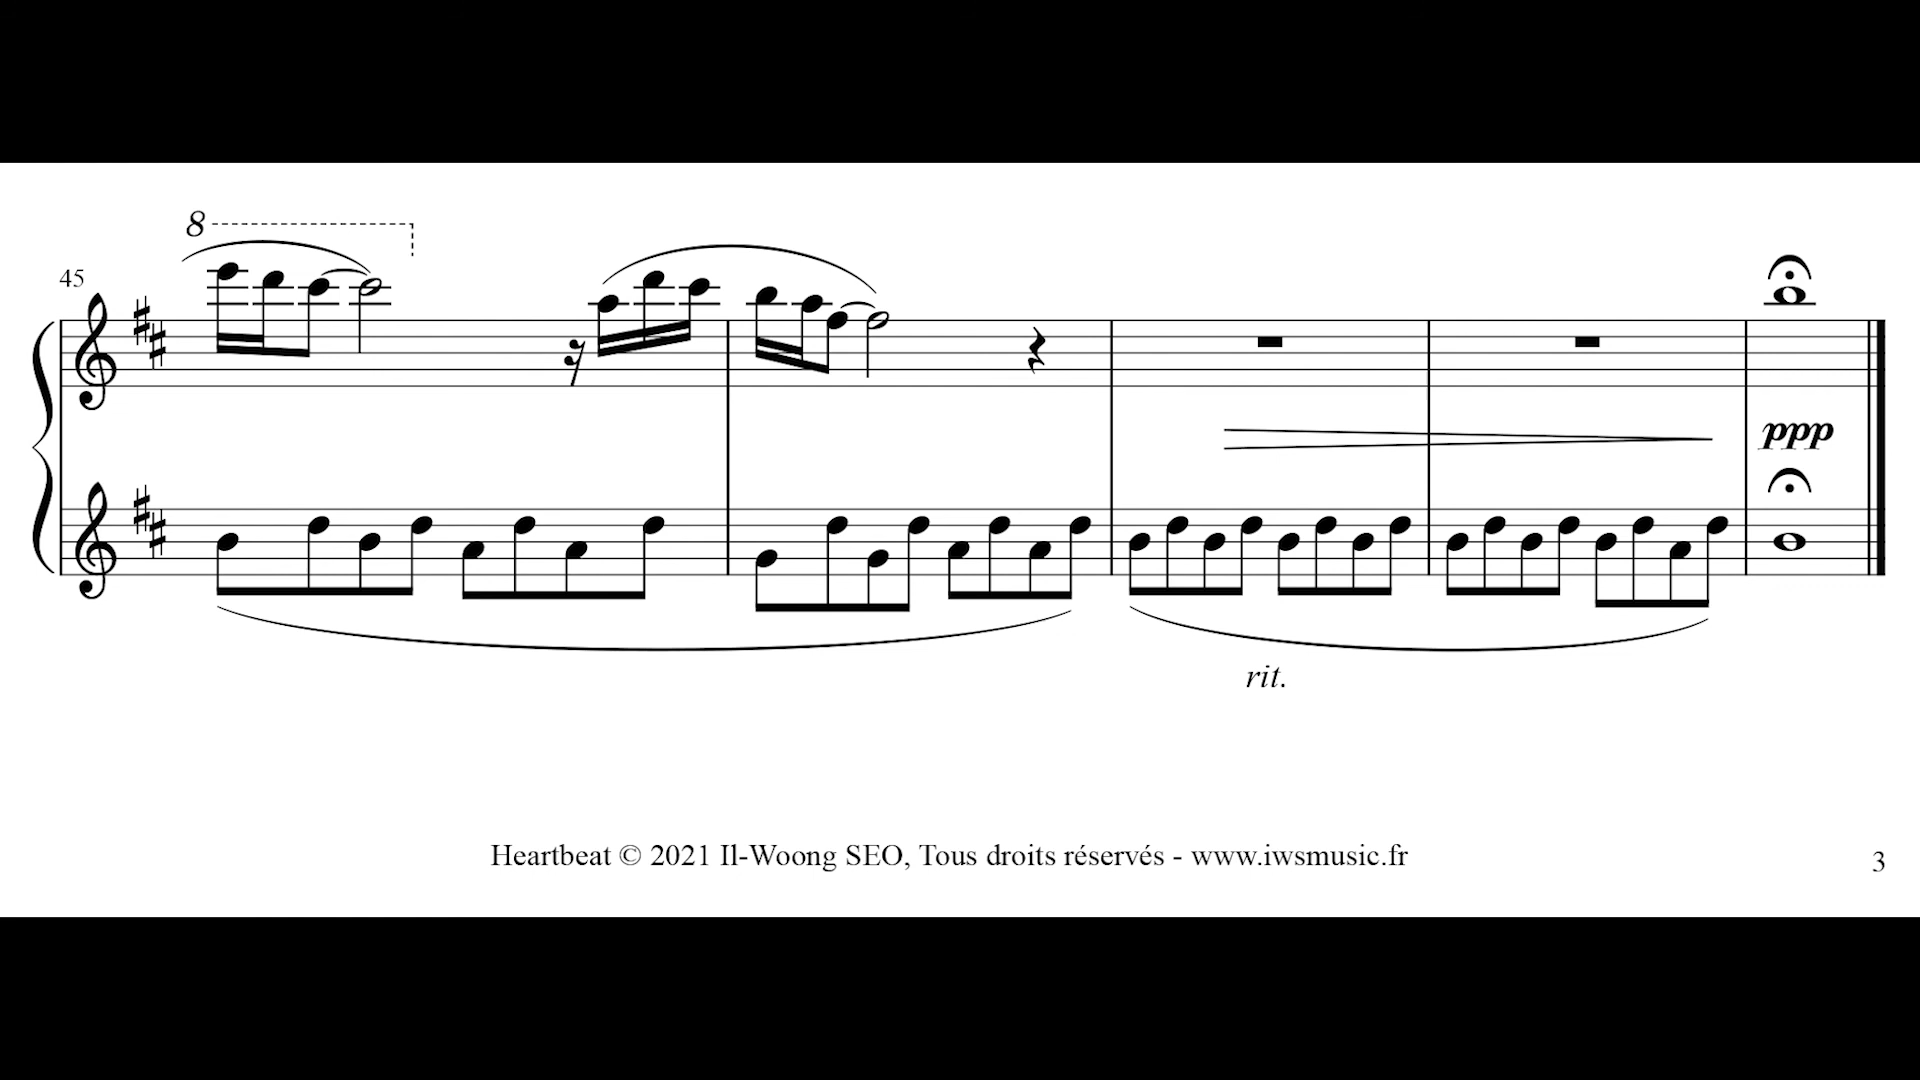 8
45
ppp
rit.
Heartbeat © 2021 Il-Woong SEO, Tous droits réservés - www.iwsmusic.fr
3